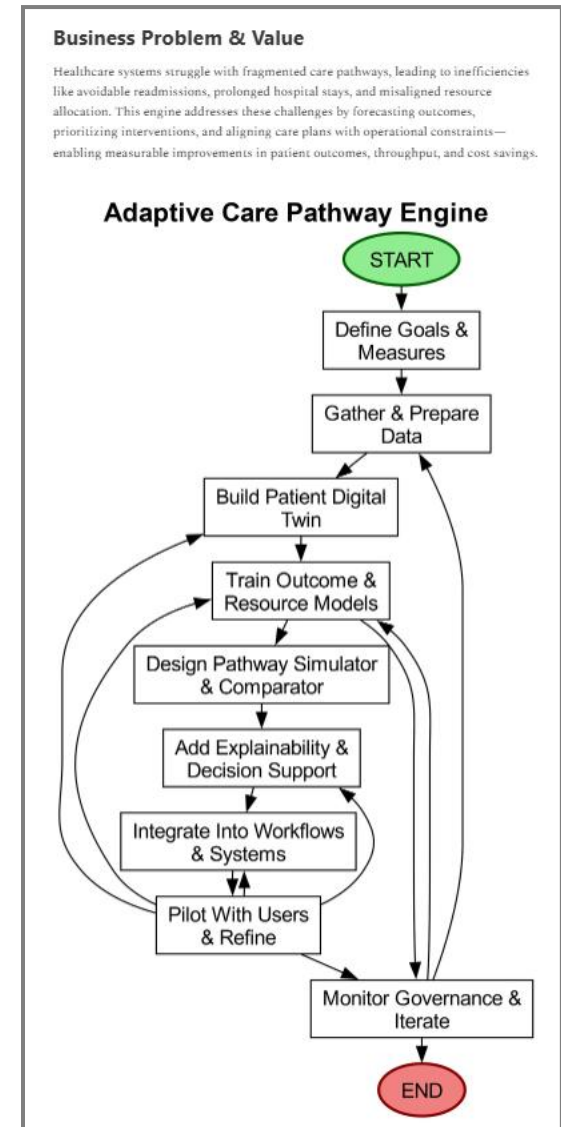 Business Problem & Value
Healthcare systems struggle with fragmented care pathways, leading to inefficiencies
like avoidable readmissions, prolonged hospital stays, and misaligned resource
allocation. This engine addresses these challenges by forecasting outcomes,
prioritizing interventions, and aligning care plans with operational constraints—
enabling measurable improvements in patient outcomes, throughput, and cost savings.
Adaptive Care Pathway Engine
START
Define Goals &
Measures
Gather & Prepare
Data
Build Patient Digital
Twin
Train Outcome &
Resource Models
Design Pathway Simulator
& Comparator
Add Explainability &
Decision Support
Integrate Into Workflows
& Systems
Pilot With Users
& Refine
Monitor Governance &
Iterate
END